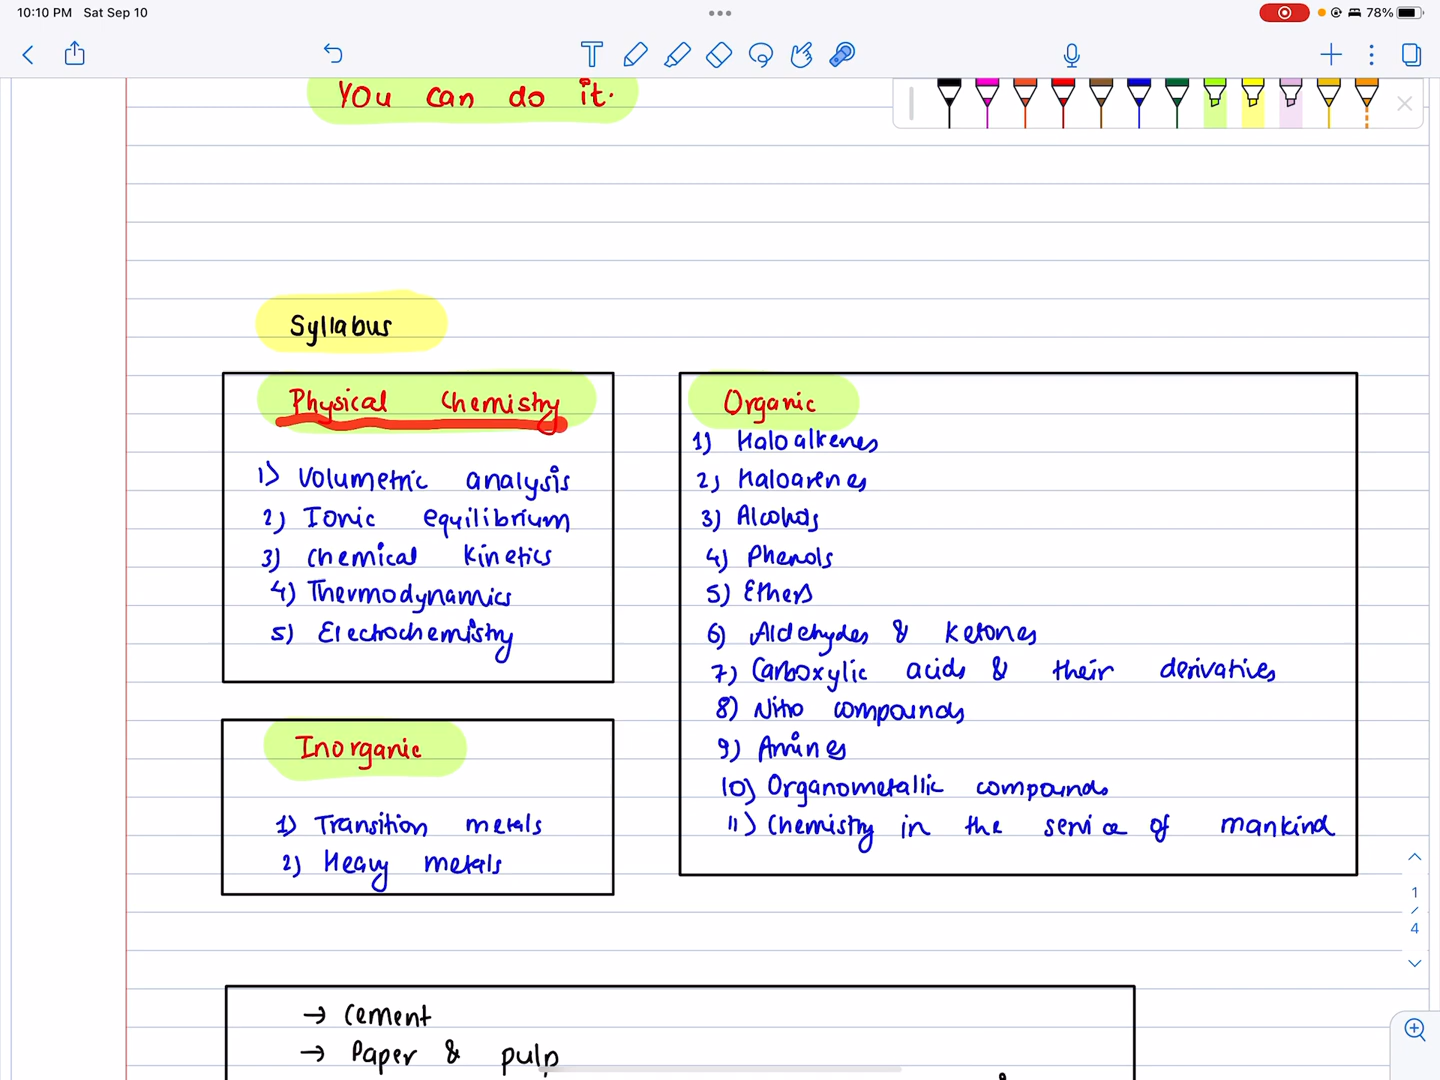 10:10 PM Sat Sep 10
78%
You can do it.
Syllabus
Physical Chemistry
1) Volumetric analysis
2) Ionic equilibrium
3) Chemical Kinetics
4) Thermodynamics
5) Electrochemistry
Inorganic
1) Transition metals
2) Heavy metals
Organic
1) Haloalkenes
2) Haloarenes
3) Alcohols
4) Phenols
5) Ethers
6) Aldehydes & Ketones
7) Carboxylic acids & their derivatives
8) Nitro compounds
9) Amines
10) Organometallic compounds
11) Chemistry in the service of mankind
→ Cement
→ Paper & pulp
1
/
4